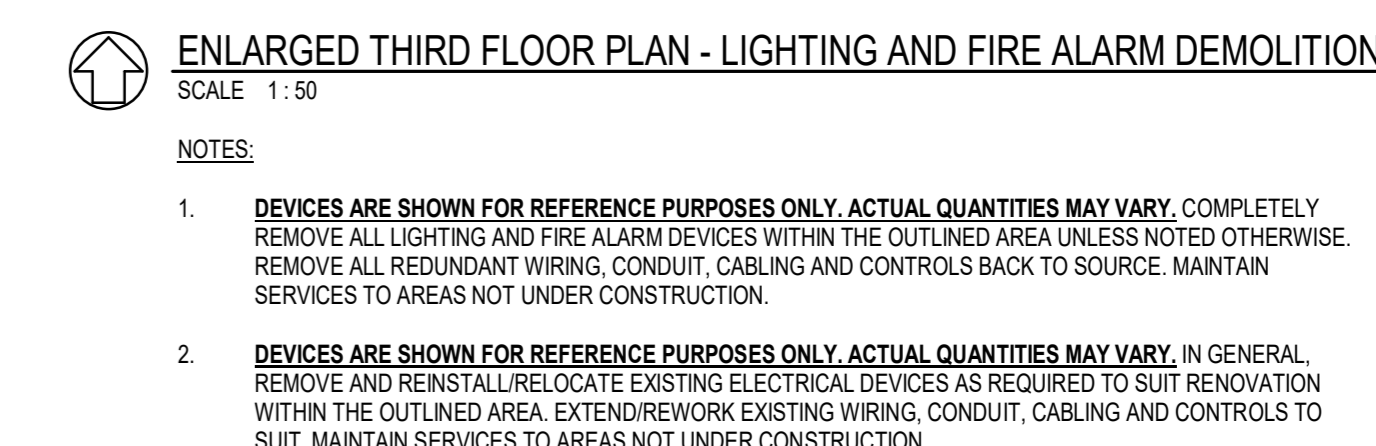 ENLARGED THIRD FLOOR PLAN - LIGHTING AND FIRE ALARM DEMOLITION
SCALE 1 : 50
NOTES:
1. DEVICES ARE SHOWN FOR REFERENCE PURPOSES ONLY. ACTUAL QUANTITIES MAY VARY. COMPLETELY
REMOVE ALL LIGHTING AND FIRE ALARM DEVICES WITHIN THE OUTLINED AREA UNLESS NOTED OTHERWISE.
REMOVE ALL REDUNDANT WIRING, CONDUIT, CABLING AND CONTROLS BACK TO SOURCE. MAINTAIN
SERVICES TO AREAS NOT UNDER CONSTRUCTION.
2. DEVICES ARE SHOWN FOR REFERENCE PURPOSES ONLY. ACTUAL QUANTITIES MAY VARY. IN GENERAL,
REMOVE AND REINSTALL/RELOCATE EXISTING ELECTRICAL DEVICES AS REQUIRED TO SUIT RENOVATION
WITHIN THE OUTLINED AREA. EXTEND/REWORK EXISTING WIRING, CONDUIT, CABLING AND CONTROLS TO
SUIT. MAINTAIN SERVICES TO AREAS NOT UNDER CONSTRUCTION.